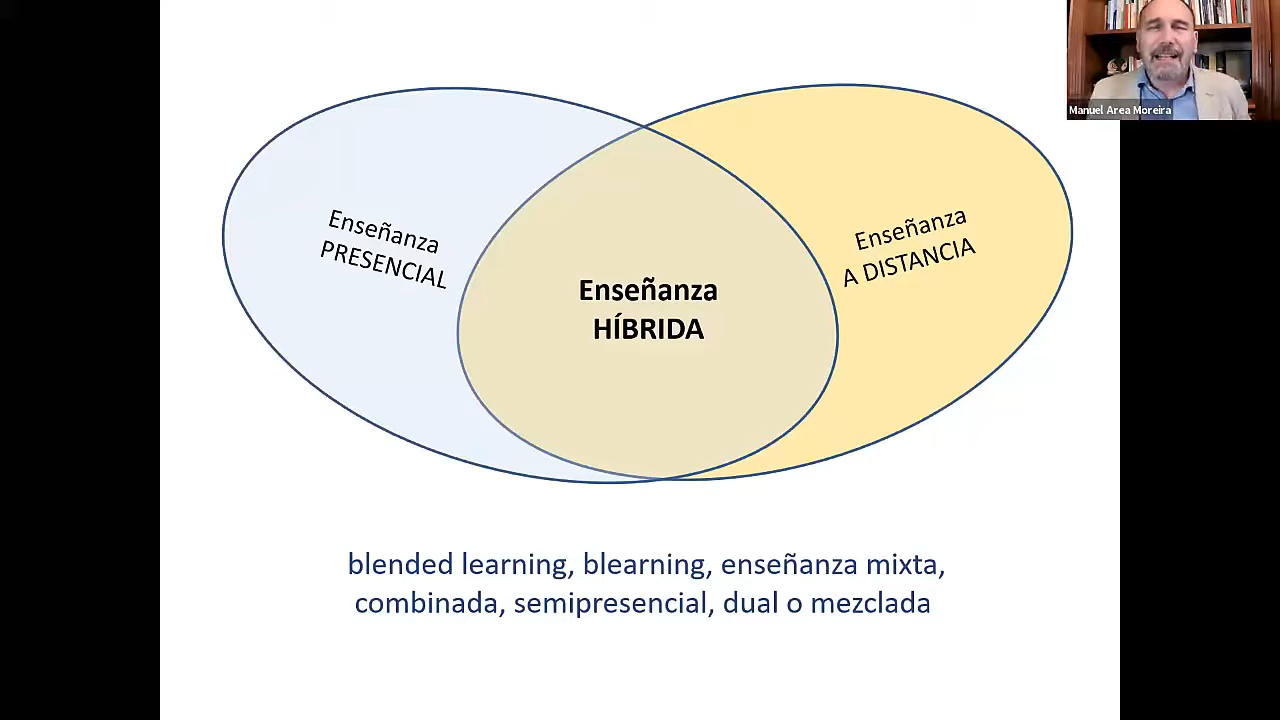 Manuel Area Moreira
Enseñanza
PRESENCIAL
Enseñanza
A DISTANCIA
Enseñanza
HÍBRIDA
blended learning, blearning, enseñanza mixta,
combinada, semipresencial, dual o mezclada